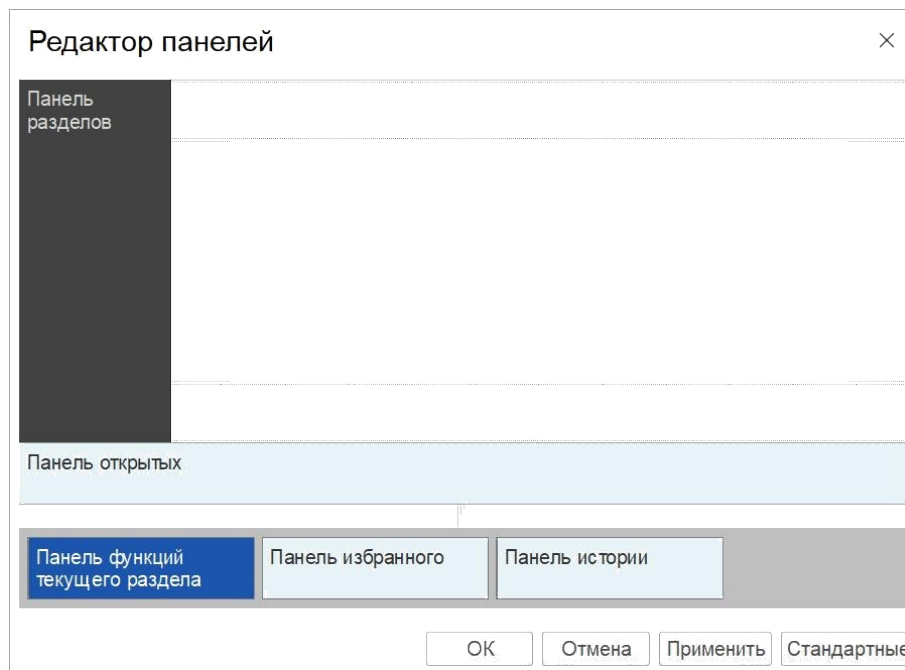 Редактор панелей
Панель
разделов
Панель открытых
Панель функций
текущего раздела
Панель избранного
Панель истории
ОК
Отмена
Применить
Стандартные